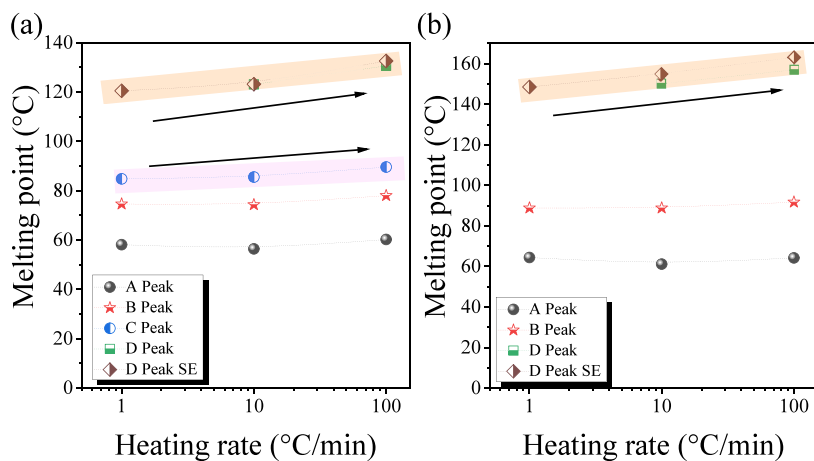 (a)
140
120
100
80
60
40
20
0
Melting point (°C)
A Peak
B Peak
C Peak
D Peak
D Peak SE
1
10
100
Heating rate (°C/min)
(b)
160
140
120
100
80
60
40
20
0
Melting point (°C)
A Peak
B Peak
D Peak
D Peak SE
1
10
100
Heating rate (°C/min)